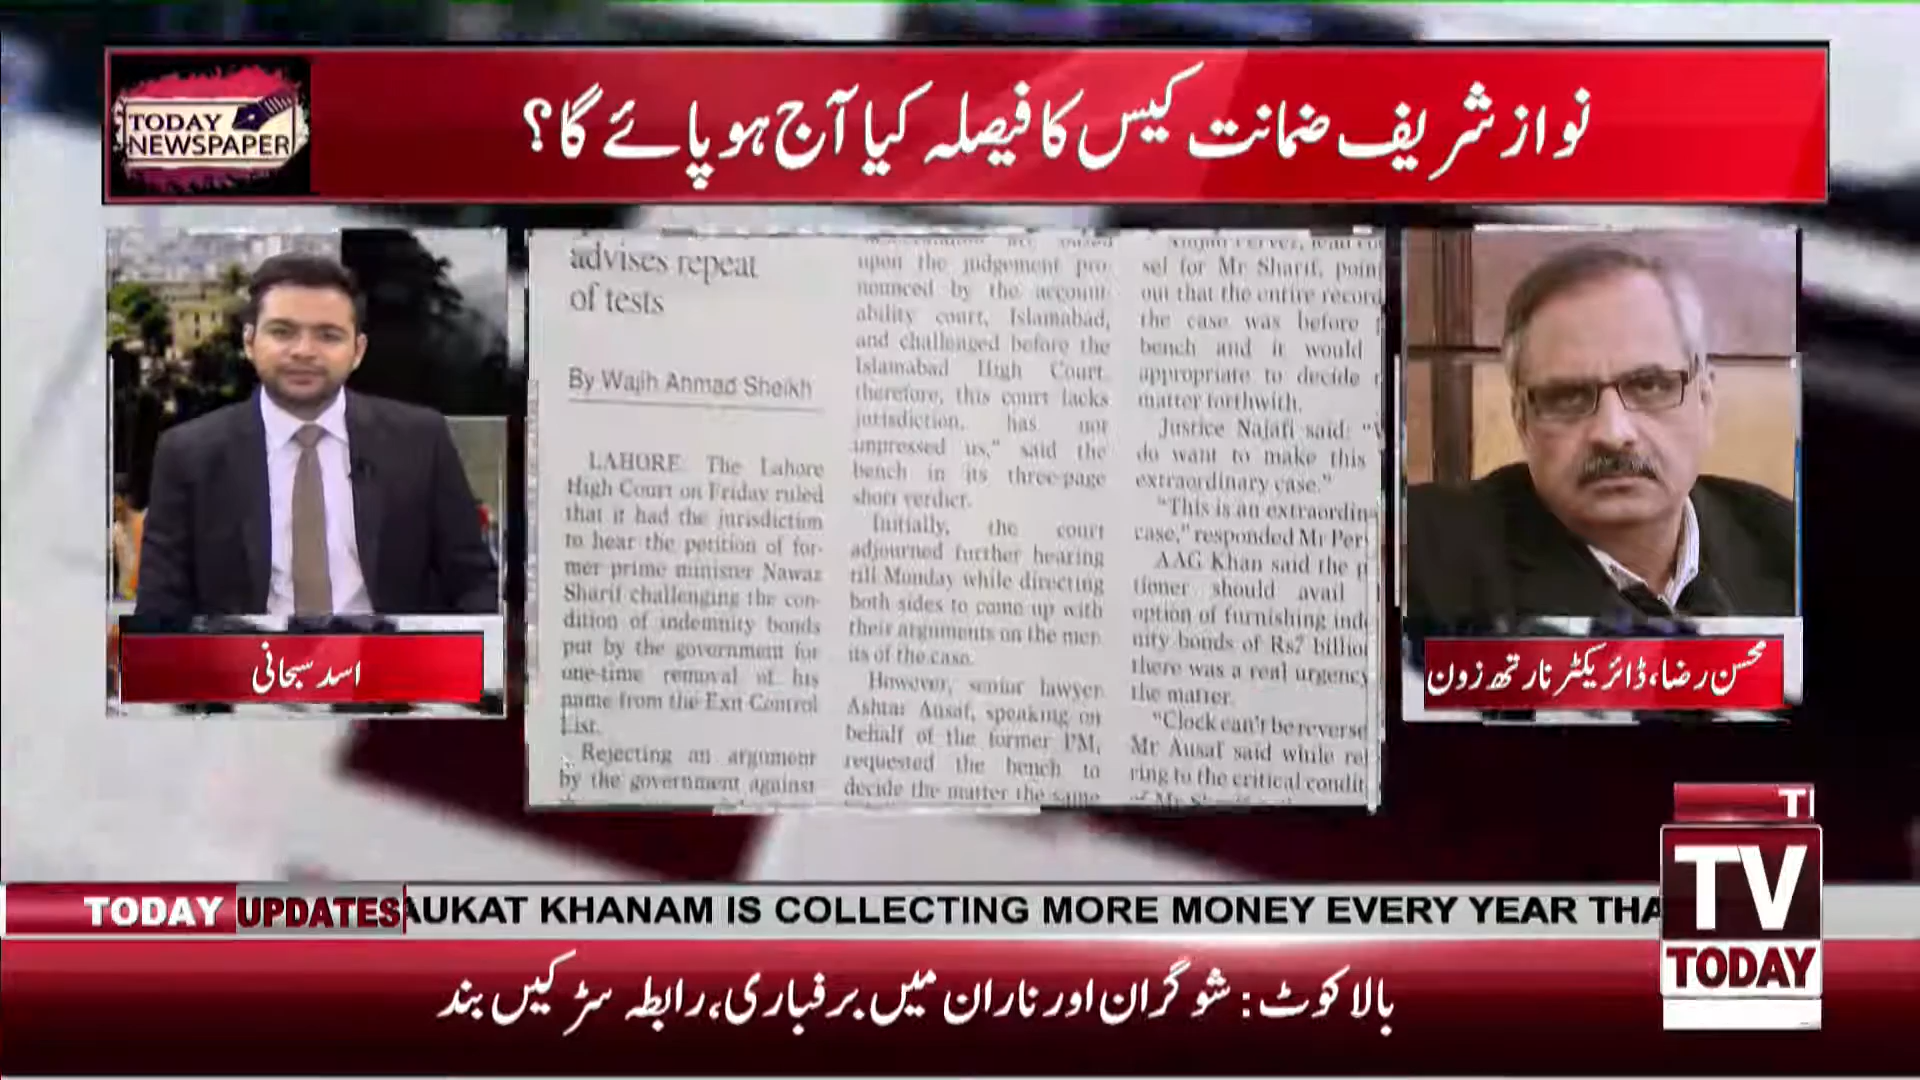 TODAY
NEWSPAPER
نواز شریف ضمانت کیس کا فیصلہ کیا آج ہو پائے گا؟
advises repeat
of tests
By Wajih Ahmad Sheikh
LAHORE: The Lahore
High Court on Friday ruled
that it had the jurisdiction
to hear the petition of for-
mer prime minister Nawaz
Sharif challenging the con-
dition of indemnity bonds
put by the government for
one-time removal of his
name from the Exit Control
List.
Rejecting an argument
by the government against
upon the judgement pro
nounced by the account
ability court, Islamabad,
and challenged before the
Islamabad High Court,
therefore, this court lacks
jurisdiction, has not
impressed us," said the
bench in its three-page
short verdict.
Initially, the court
adjourned further hearing
till Monday while directing
both sides to come up with
their arguments on the mer
its of the case.
However, senior lawyer
Ashtar Ausaf, speaking on
behalf of the former PM,
requested the bench to
decide the matter the same
sel for Mr Sharif, poin
out that the entire record
the case was before
bench and it would
appropriate to decide
matter forthwith.
Justice Najafi said: "
do want to make this
extraordinary case."
"This is an extraordin
case," responded Mr Per
AAG Khan said the p
tioner should avail
option of furnishing ind
nity bonds of Rs7 billio
there was a real urgency
the matter.
"Clock can't be reverse
Mr Ausaf said while re
ring to the critical condit
اسد سبحانی
محسن رضا، ڈائریکٹر نارتھ زون
TODAY UPDATES AUKAT KHANAM IS COLLECTING MORE MONEY EVERY YEAR THA
TV
TODAY
بالاکوٹ: شوگران اور ناران میں برفباری، رابطہ سڑکیں بند